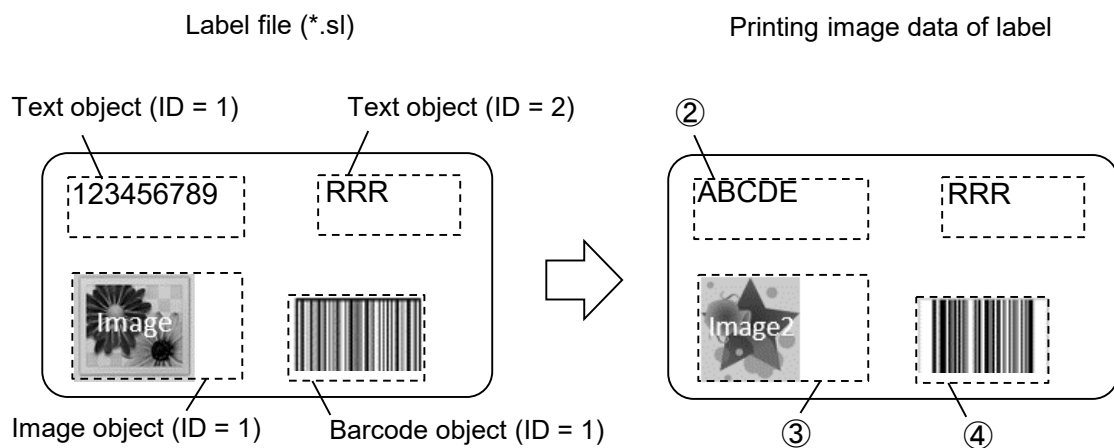 Label file (*.sl)
Printing image data of label
Text object (ID = 1)
Text object (ID = 2)
②
123456789
RRR
ABCDE
RRR
Image
Image2
Image object (ID = 1)
Barcode object (ID = 1)
③
④